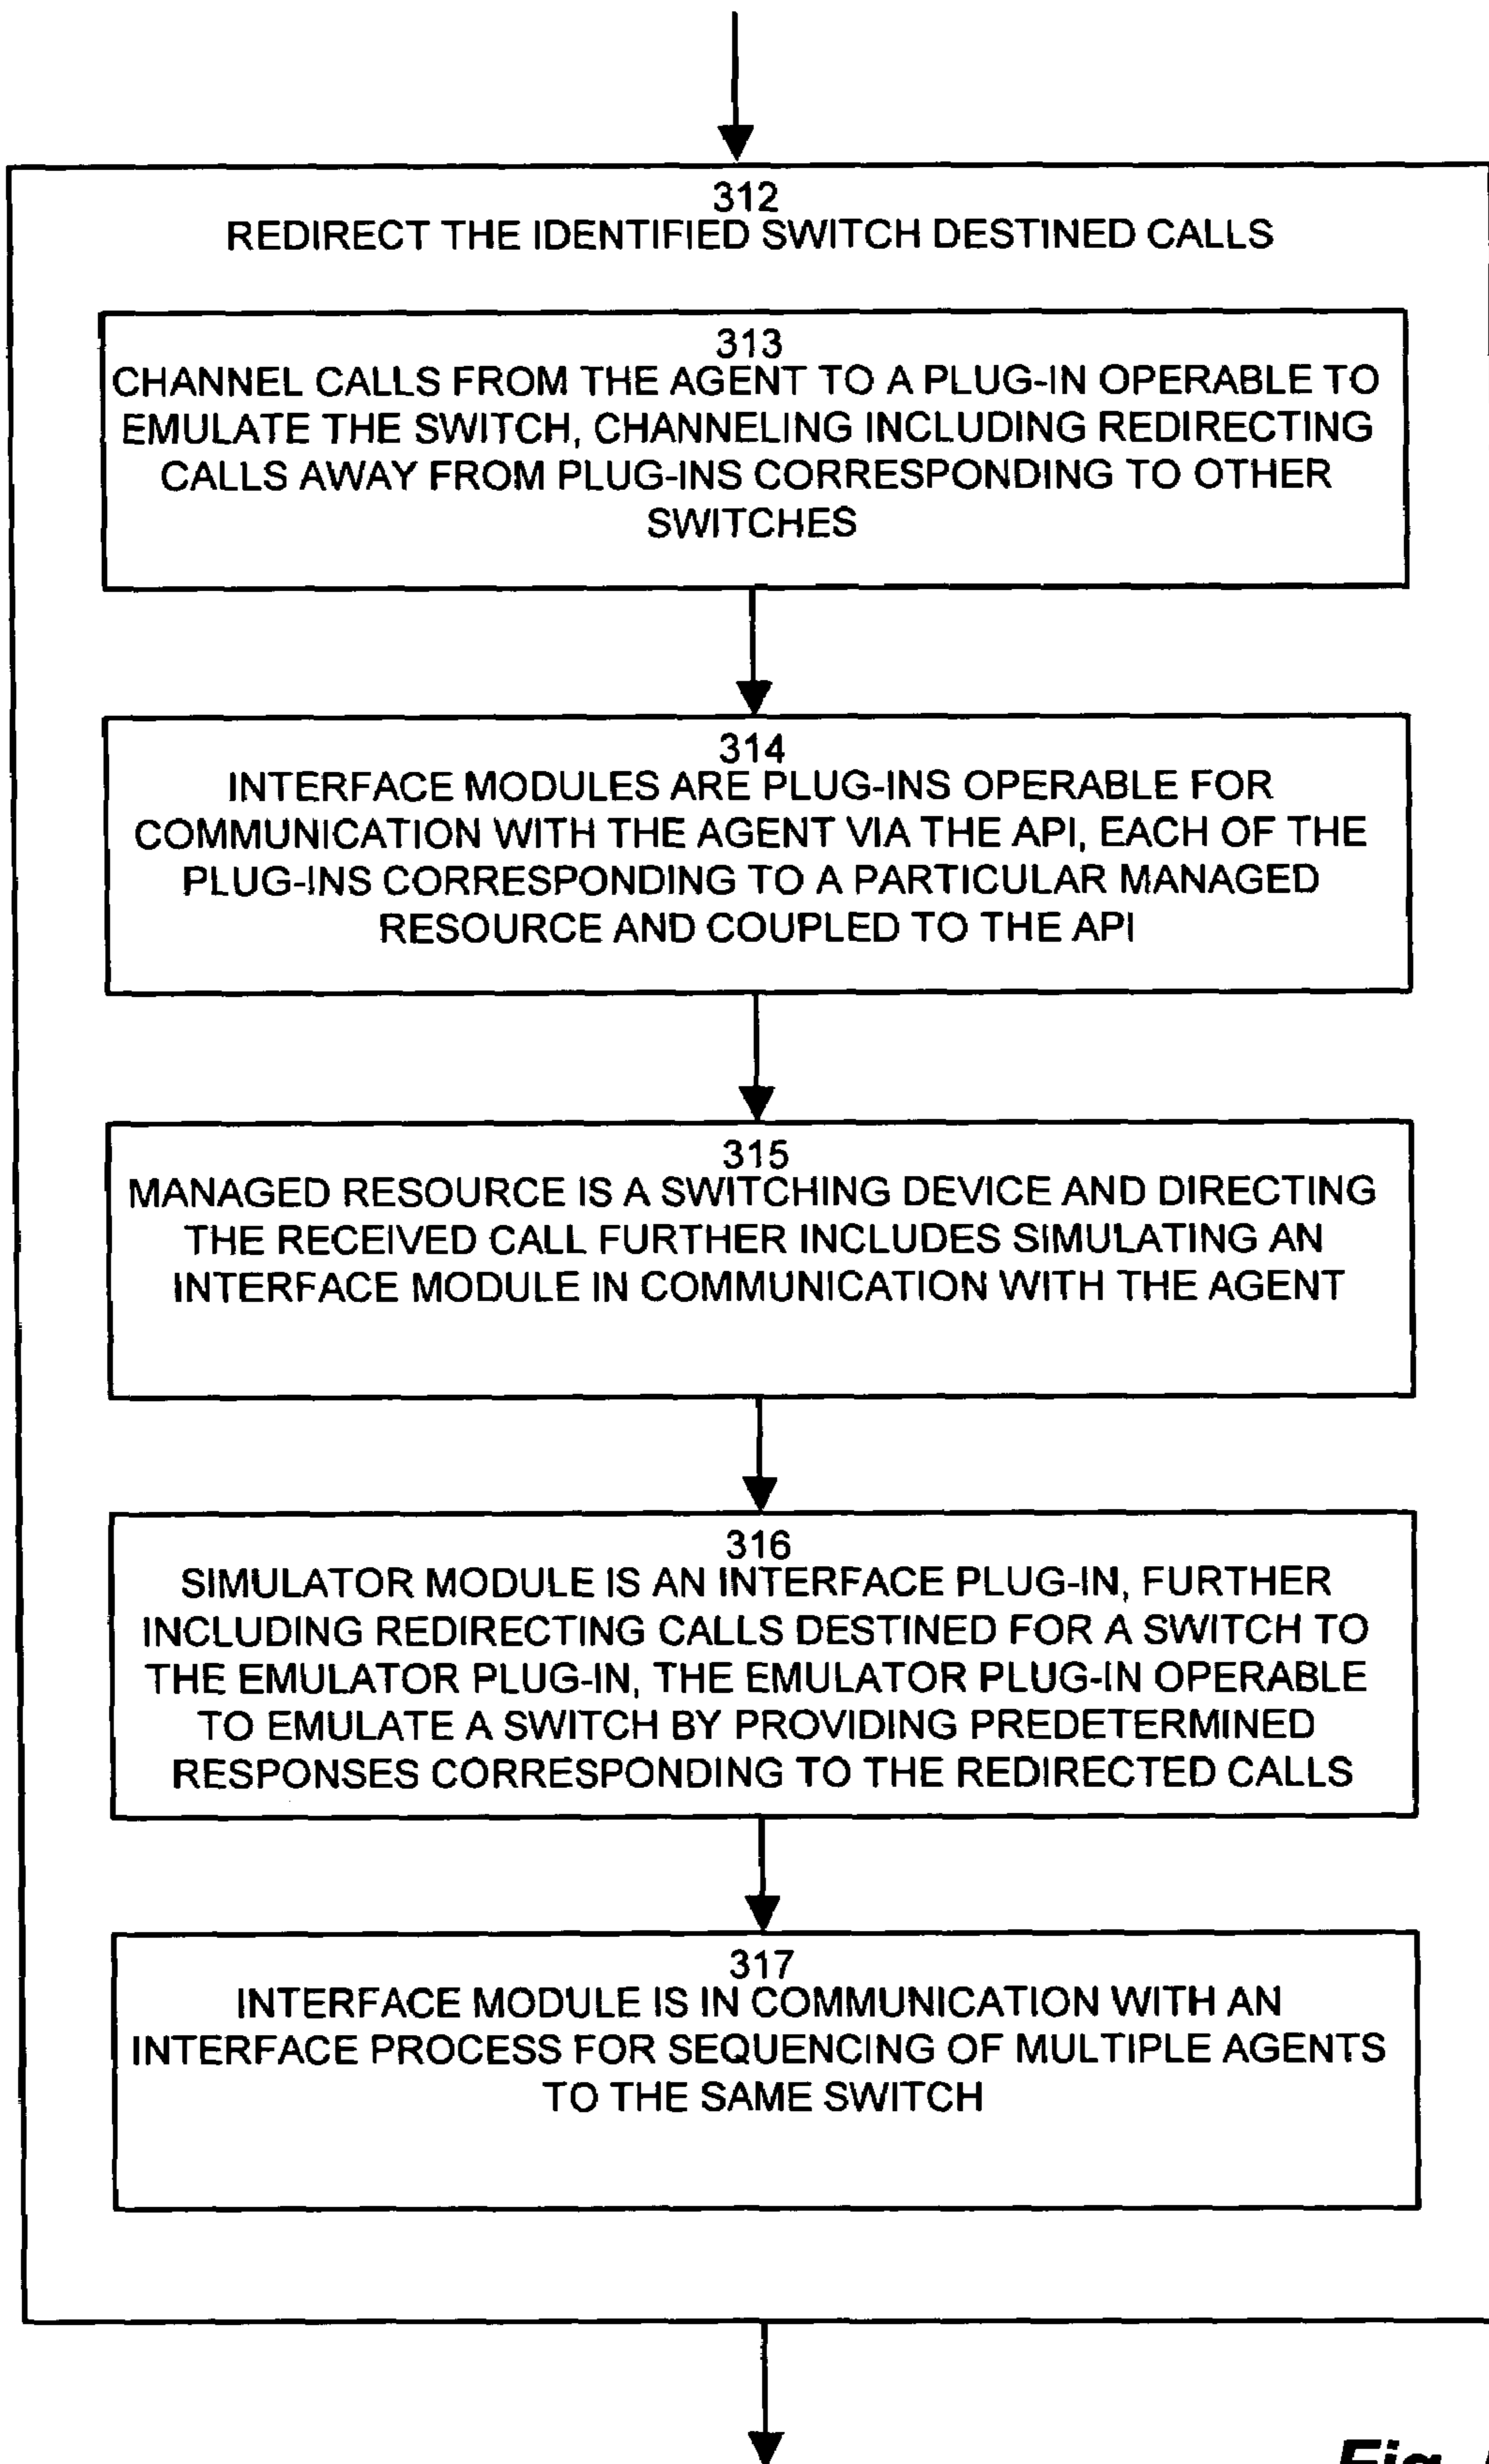 312
REDIRECT THE IDENTIFIED SWITCH DESTINED CALLS
313
CHANNEL CALLS FROM THE AGENT TO A PLUG-IN OPERABLE TO
EMULATE THE SWITCH, CHANNELING INCLUDING REDIRECTING
CALLS AWAY FROM PLUG-INS CORRESPONDING TO OTHER
SWITCHES
314
INTERFACE MODULES ARE PLUG-INS OPERABLE FOR
COMMUNICATION WITH THE AGENT VIA THE API, EACH OF THE
PLUG-INS CORRESPONDING TO A PARTICULAR MANAGED
RESOURCE AND COUPLED TO THE API
315
MANAGED RESOURCE IS A SWITCHING DEVICE AND DIRECTING
THE RECEIVED CALL FURTHER INCLUDES SIMULATING AN
INTERFACE MODULE IN COMMUNICATION WITH THE AGENT
316
SIMULATOR MODULE IS AN INTERFACE PLUG-IN, FURTHER
INCLUDING REDIRECTING CALLS DESTINED FOR A SWITCH TO
THE EMULATOR PLUG-IN, THE EMULATOR PLUG-IN OPERABLE
TO EMULATE A SWITCH BY PROVIDING PREDETERMINED
RESPONSES CORRESPONDING TO THE REDIRECTED CALLS
317
INTERFACE MODULE IS IN COMMUNICATION WITH AN
INTERFACE PROCESS FOR SEQUENCING OF MULTIPLE AGENTS
TO THE SAME SWITCH
Fig.